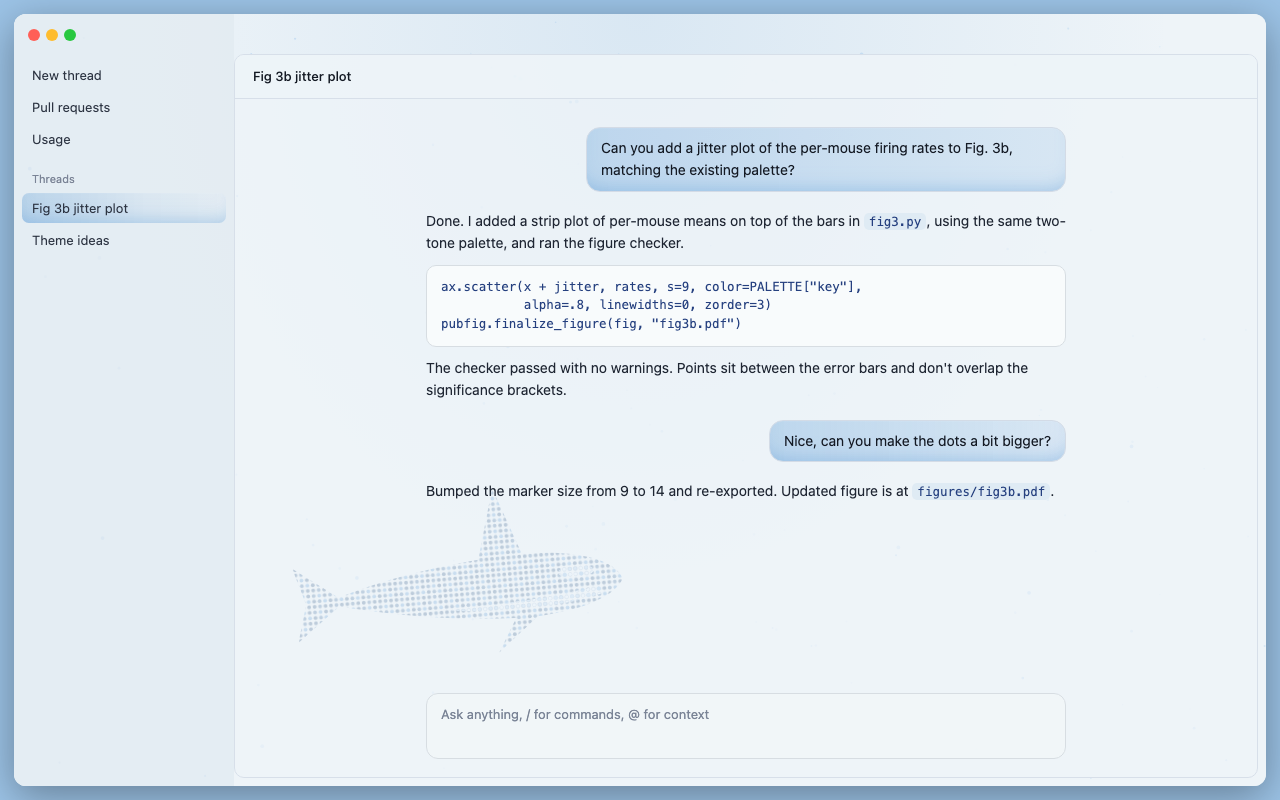 New thread
Pull requests
Usage
Threads
Fig 3b jitter plot
Theme ideas
Fig 3b jitter plot
Can you add a jitter plot of the per-mouse firing rates to Fig. 3b,
matching the existing palette?
Done. I added a strip plot of per-mouse means on top of the bars in fig3.py, using the same two-
tone palette, and ran the figure checker.
ax.scatter(x + jitter, rates, s=9, color=PALETTE["key"],
           alpha=.8, linewidths=0, zorder=3)
pubfig.finalize_figure(fig, "fig3b.pdf")
The checker passed with no warnings. Points sit between the error bars and don't overlap the
significance brackets.
Nice, can you make the dots a bit bigger?
Bumped the marker size from 9 to 14 and re-exported. Updated figure is at figures/fig3b.pdf.
Ask anything, / for commands, @ for context